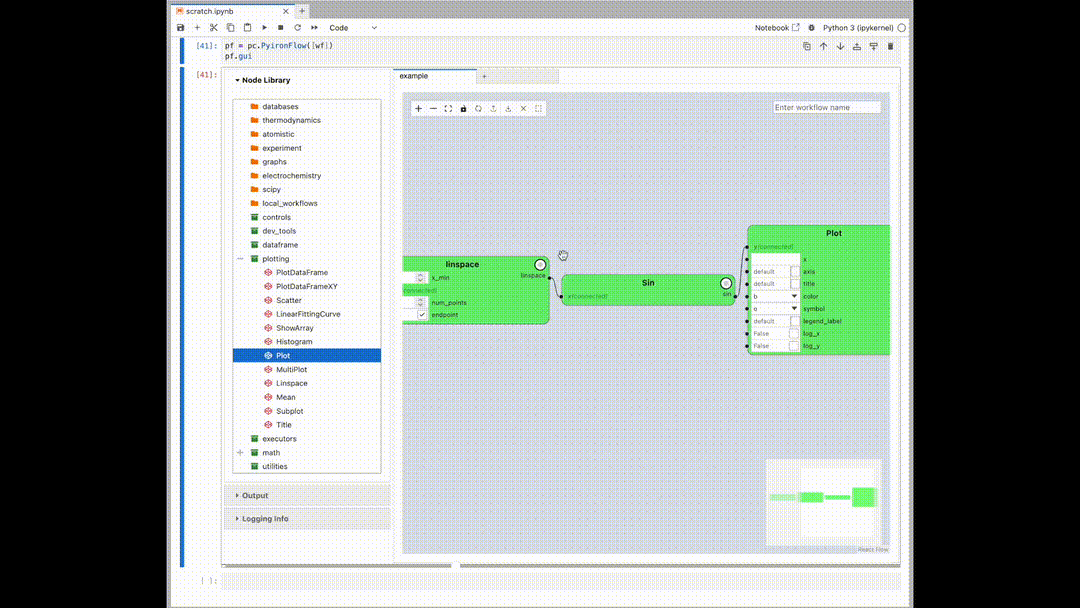 scratch.ipynb
Code
Notebook
Python 3 (ipykernel)
[41]:
pf = pc.PyironFlow([wf])
pf.gui
[41]:
Node Library
databases
thermodynamics
atomistic
experiment
graphs
electrochemistry
scipy
local_workflows
controls
dev_tools
dataframe
plotting
PlotDataFrame
PlotDataFrameXY
Scatter
LinearFittingCurve
ShowArray
Histogram
Plot
MultiPlot
Linspace
Mean
Subplot
Title
executors
math
utilities
Output
Logging Info
example
Enter workflow name
linspace
linspace
x_min
num_points
endpoint
Sin
x(connected)
sin
Plot
y(connected)
x
default axis
default title
b color
o symbol
default legend_label
False log_x
False log_y
React Flow
[ ]: